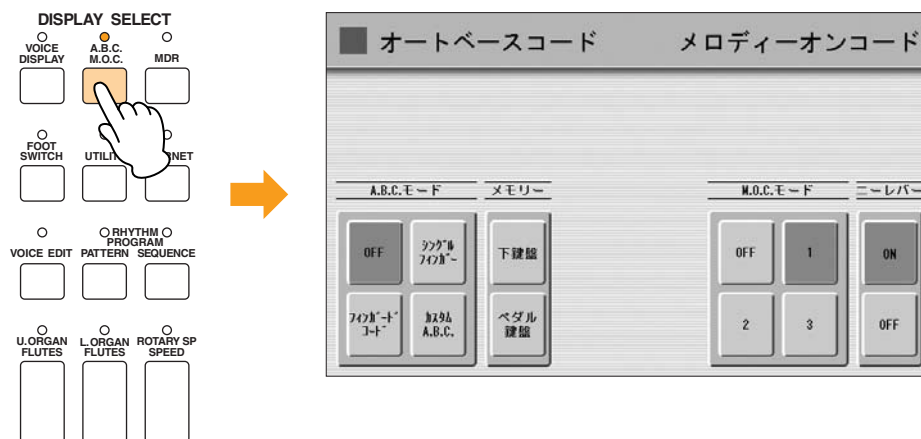 DISPLAY SELECT
VOICE DISPLAY
A.B.C. M.O.C.
MDR
FOOT SWITCH
VOICE EDIT
RHYTHM PROGRAM
PATTERN
SEQUENCE
U.ORGAN FLUTES
L.ORGAN FLUTES
ROTARY SP SPEED
オートベースコード
メロディーオンコード
A.B.C.モード
メモリー
OFF
シングル フィンガー
下鍵盤
フィンガード コード
カスタム A.B.C.
ペダル 鍵盤
M.O.C.モード
ニーレバー
OFF
1
ON
2
3
OFF